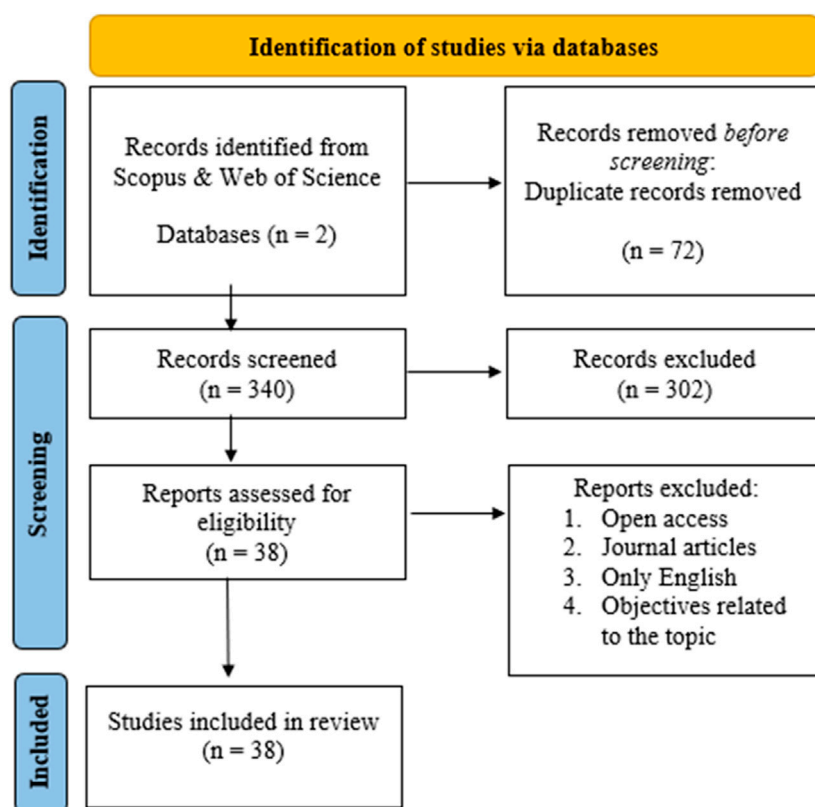 Identification of studies via databases
Identification
Records identified from
Scopus & Web of Science
Databases (n = 2)
Records removed before
screening:
Duplicate records removed
(n = 72)
Screening
Records screened
(n = 340)
Records excluded
(n = 302)
Reports assessed for
eligibility
(n = 38)
Reports excluded:
1. Open access
2. Journal articles
3. Only English
4. Objectives related
to the topic
Included
Studies included in review
(n = 38)